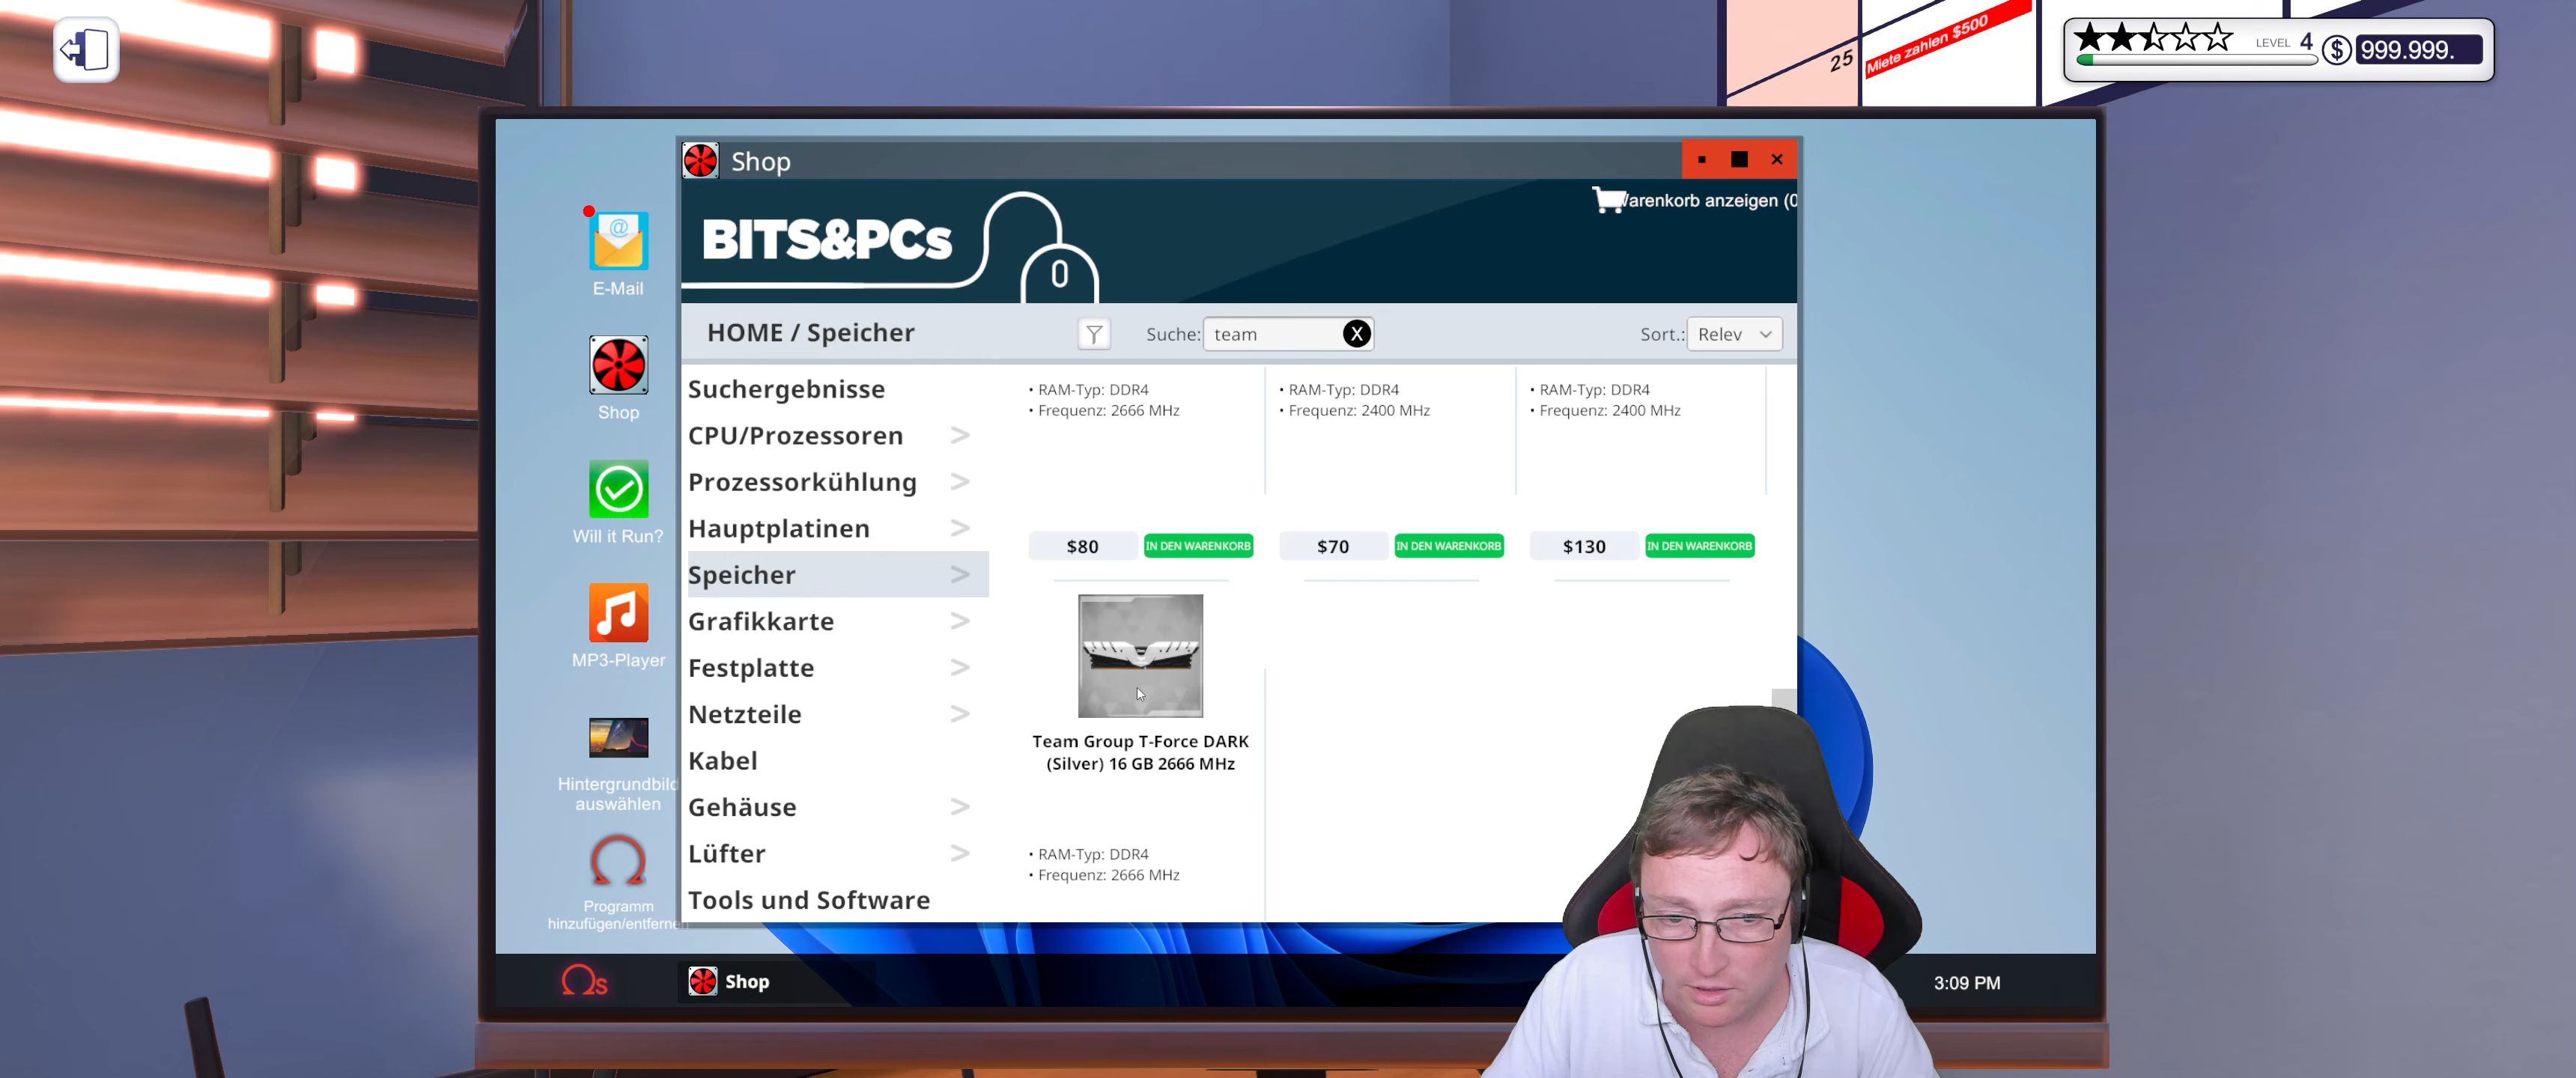 25
Miete zahlen $500
LEVEL 4
$ 999.999.
Shop
arenkorb anzeigen (0
BITS&PCs
HOME / Speicher
Suche:
team
X
Sort.:
Relev
E-Mail
Shop
Will it Run?
MP3-Player
Hintergrundbild
auswählen
Programm
hinzufügen/entferne
Suchergebnisse
CPU/Prozessoren >
Prozessorkühlung >
Hauptplatinen >
Speicher >
Grafikkarte >
Festplatte >
Netzteile >
Kabel
Gehäuse >
Lüfter >
Tools und Software
• RAM-Typ: DDR4
• Frequenz: 2666 MHz
$80
IN DEN WARENKORB
• RAM-Typ: DDR4
• Frequenz: 2400 MHz
$70
IN DEN WARENKORB
• RAM-Typ: DDR4
• Frequenz: 2400 MHz
$130
IN DEN WARENKORB
Team Group T-Force DARK
(Silver) 16 GB 2666 MHz
• RAM-Typ: DDR4
• Frequenz: 2666 MHz
Ωs
Shop
3:09 PM